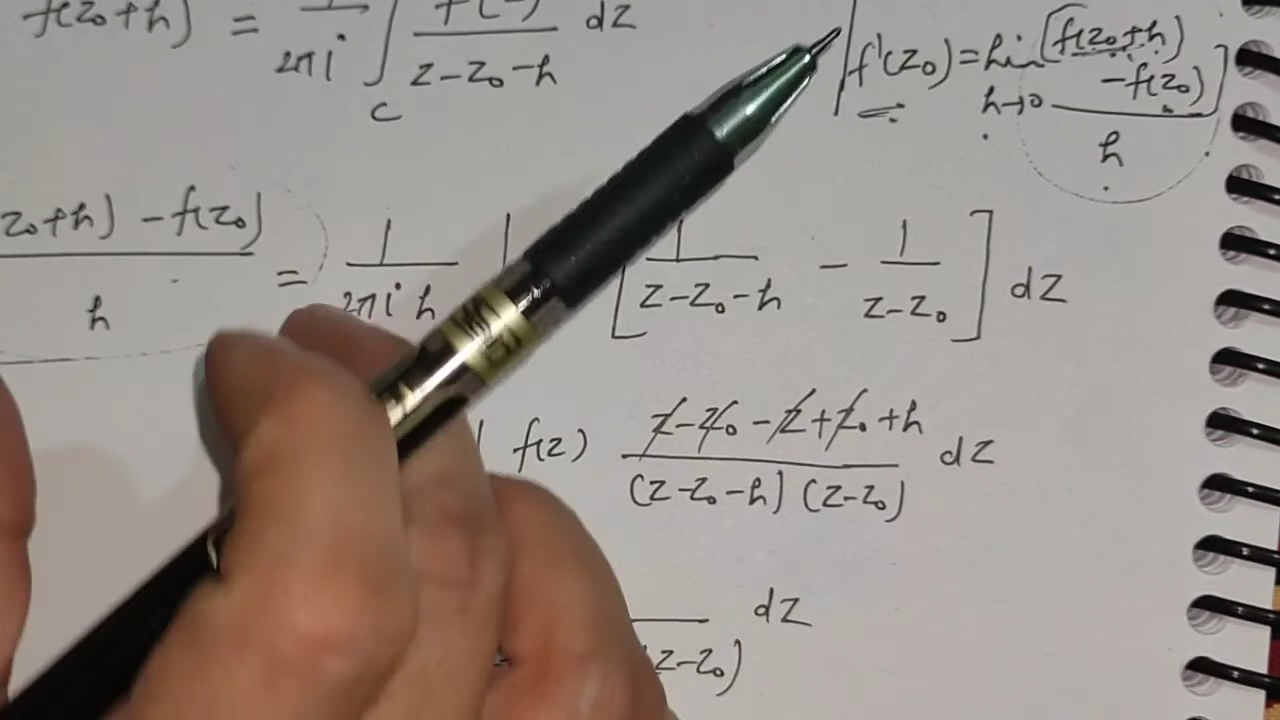 f(z₀+h) = 1/2πi ∫_C f(z)/(z-z₀-h) dz
f'(z₀) = lim_{h→0} [f(z₀+h) - f(z₀)]/h
z₀+h) - f(z₀)/h = 1/2πi h [1/(z-z₀-h) - 1/(z-z₀)] dz
f(z) (z-z₀-z+z₀+h)/((z-z₀-h)(z-z₀)) dz
z-z₀) dz